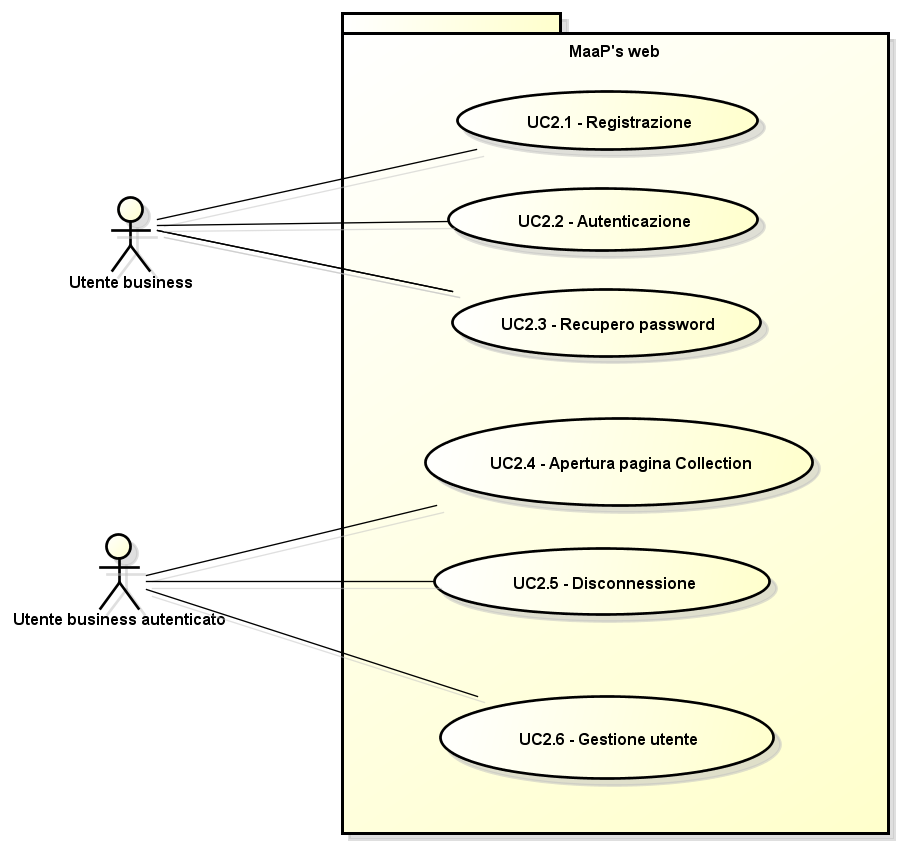 MaaP's web
UC2.1 - Registrazione
UC2.2 - Autenticazione
Utente business
UC2.3 - Recupero password
UC2.4 - Apertura pagina Collection
UC2.5 - Disconnessione
Utente business autenticato
UC2.6 - Gestione utente